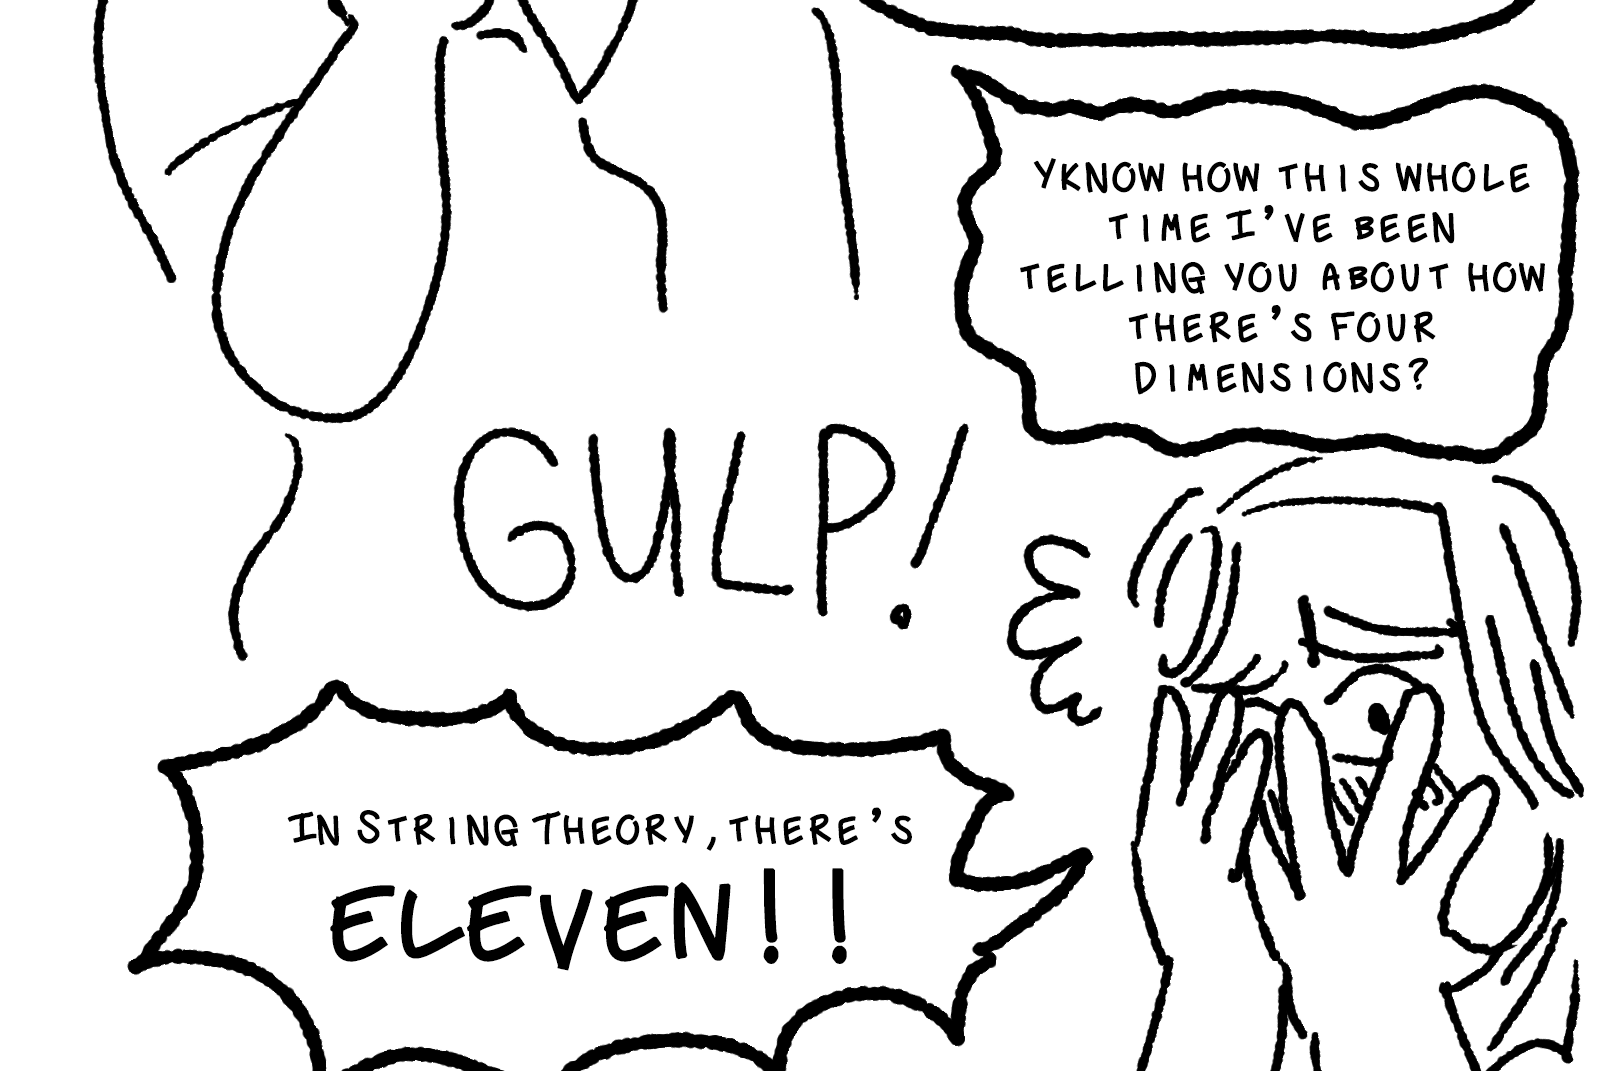 YKNOW HOW THIS WHOLE
TIME I'VE BEEN
TELLING YOU ABOUT HOW
THERE'S FOUR
DIMENSIONS?
GULP!
IN STRING THEORY, THERE'S
ELEVEN!!